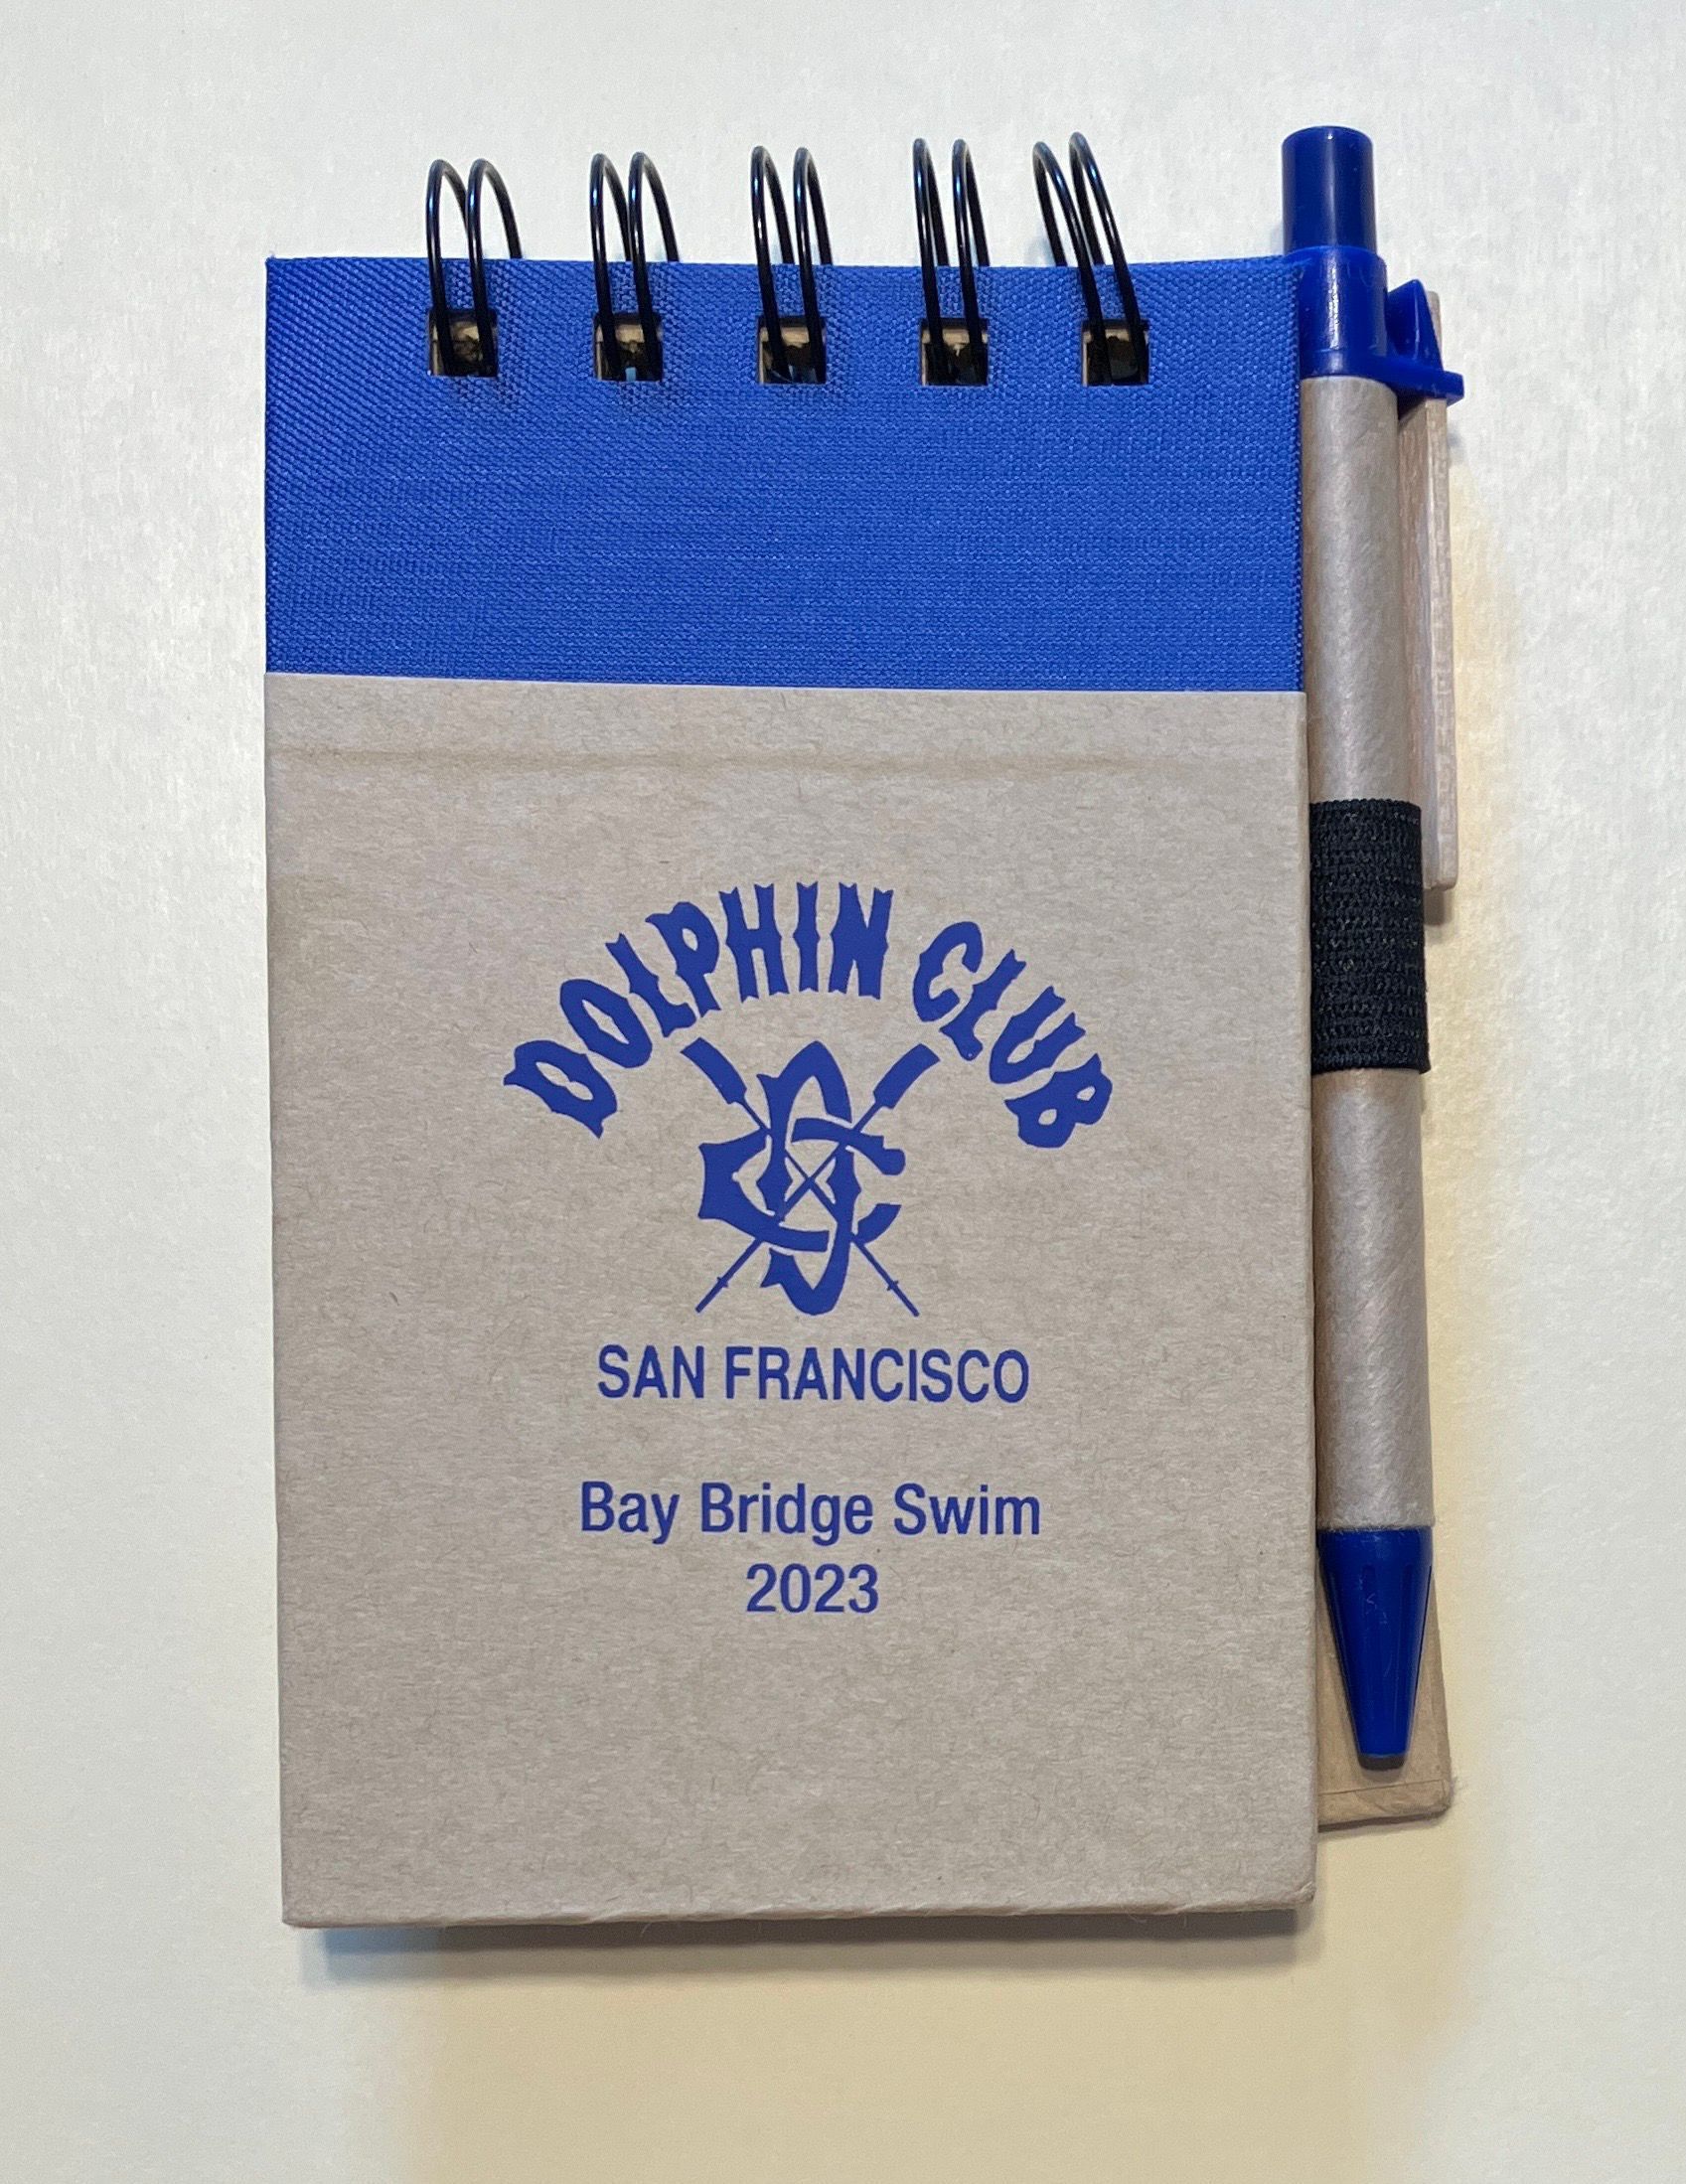 DOLPHIN CLUB
SAN FRANCISCO
Bay Bridge Swim
2023